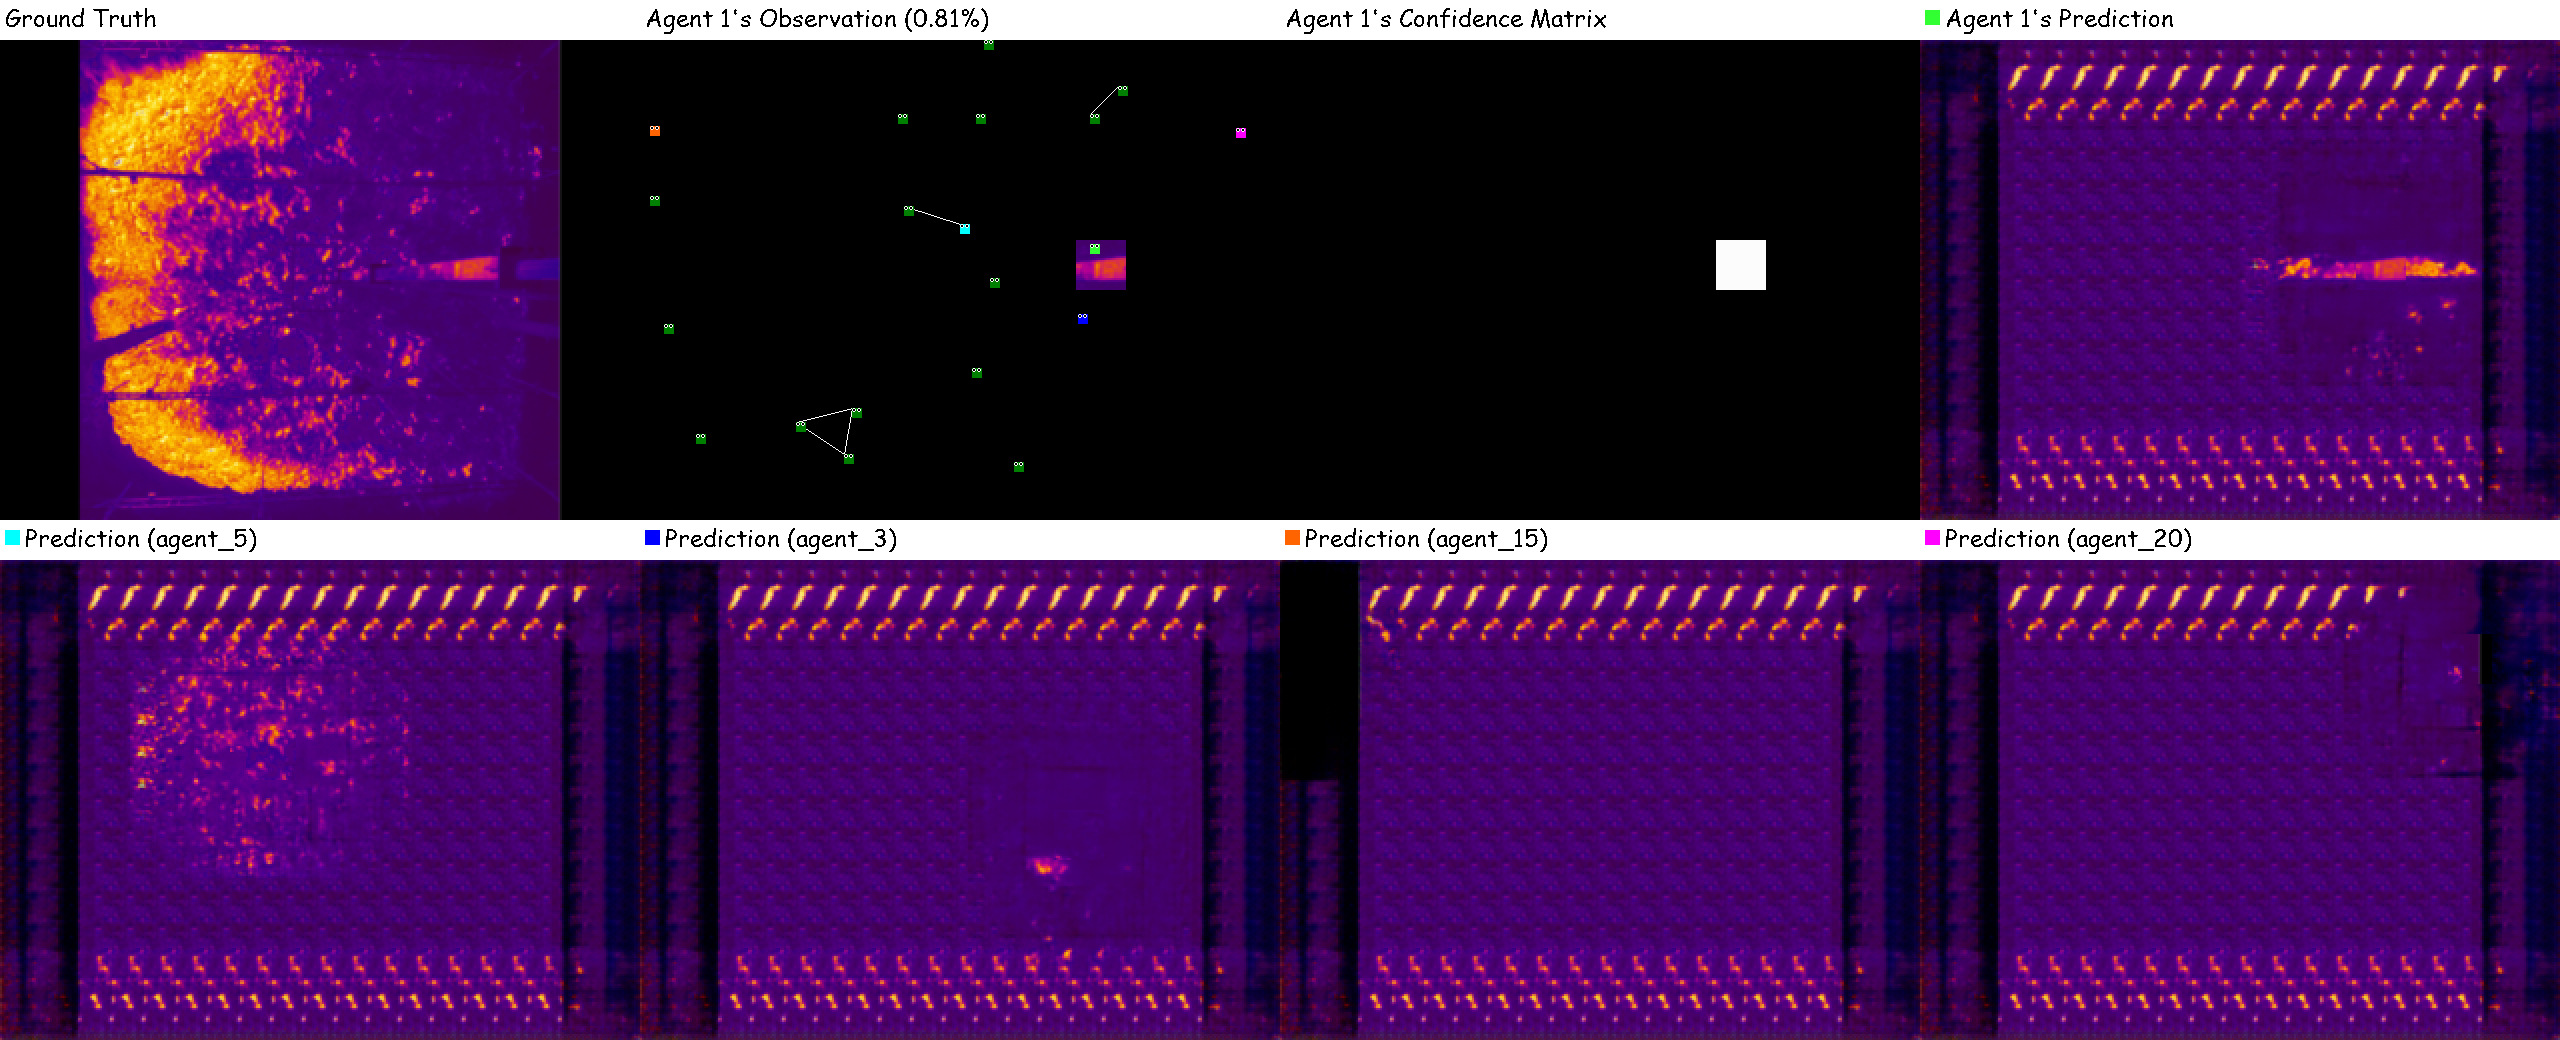 Ground Truth
Agent 1's Observation (0.81%)
Agent 1's Confidence Matrix
Agent 1's Prediction
Prediction (agent_5)
Prediction (agent_3)
Prediction (agent_15)
Prediction (agent_20)